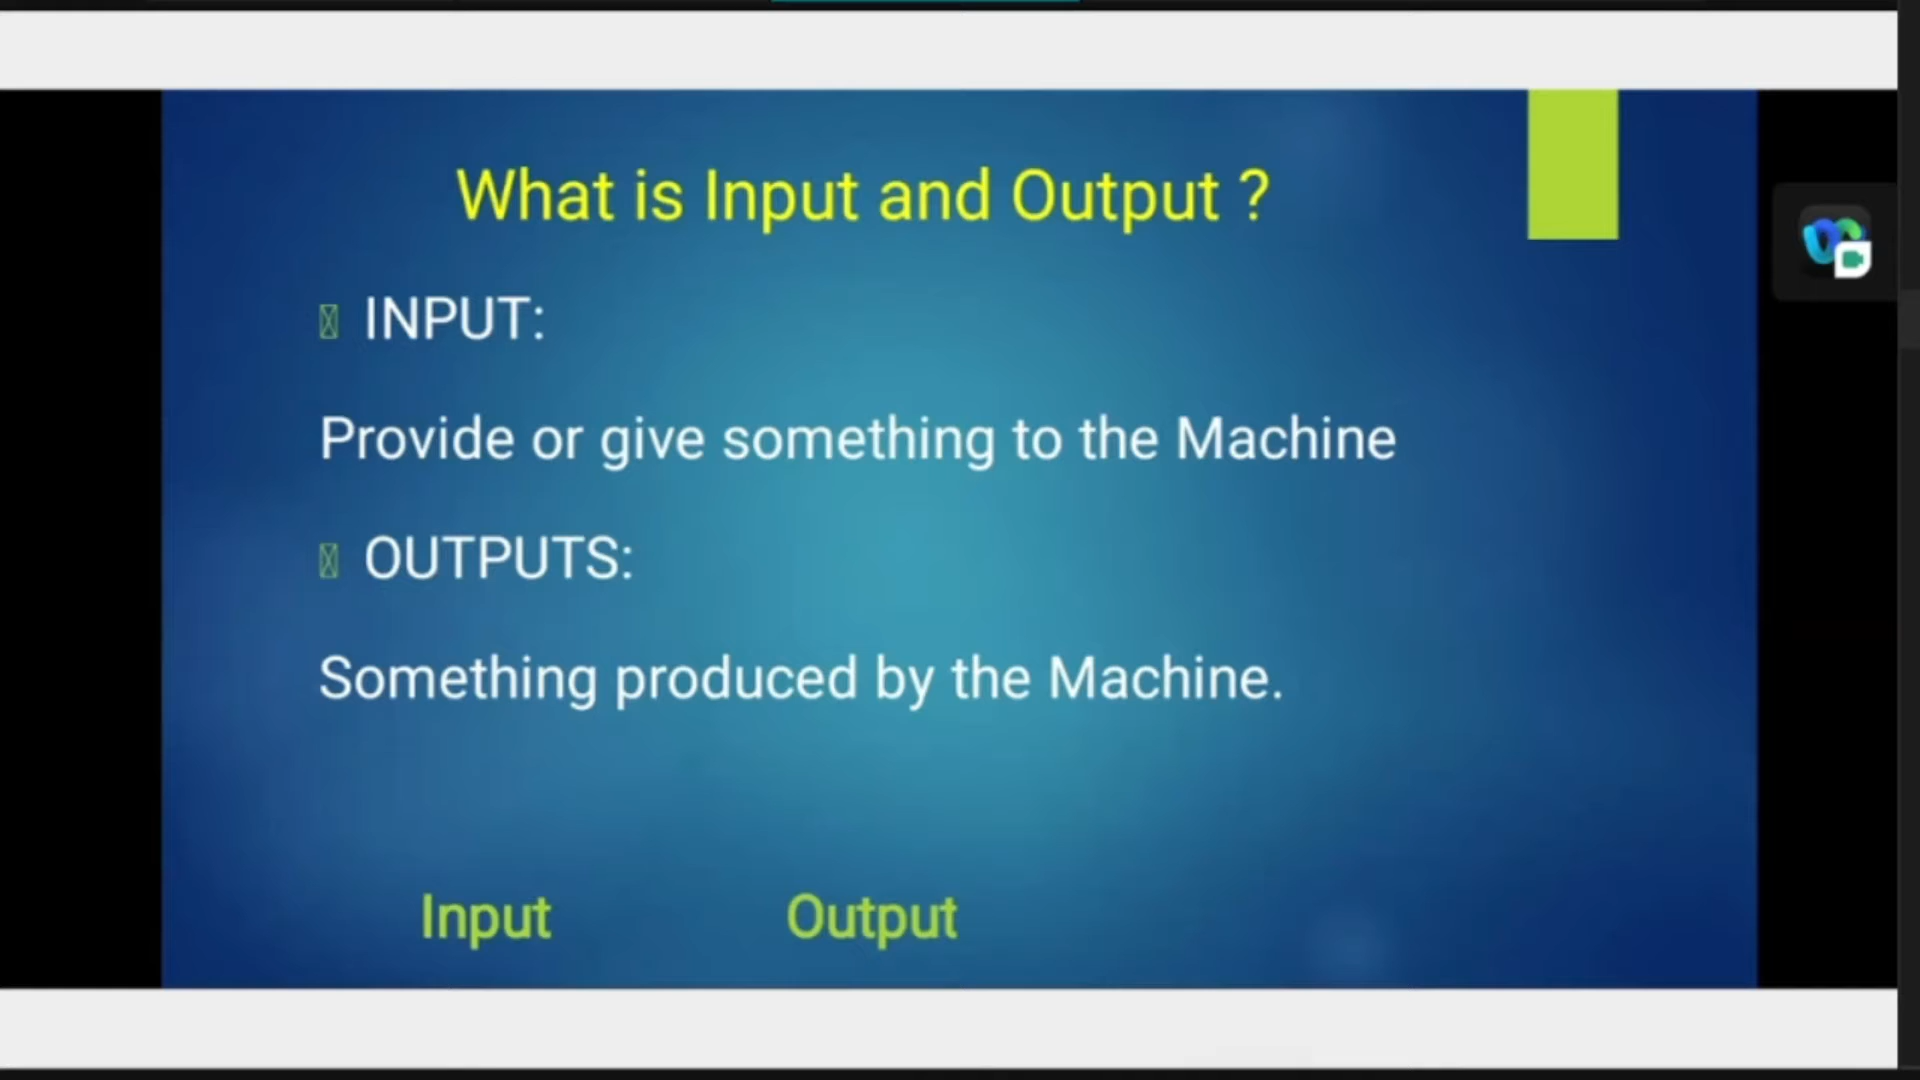 What is Input and Output ?
INPUT:
Provide or give something to the Machine
OUTPUTS:
Something produced by the Machine.
Input Output